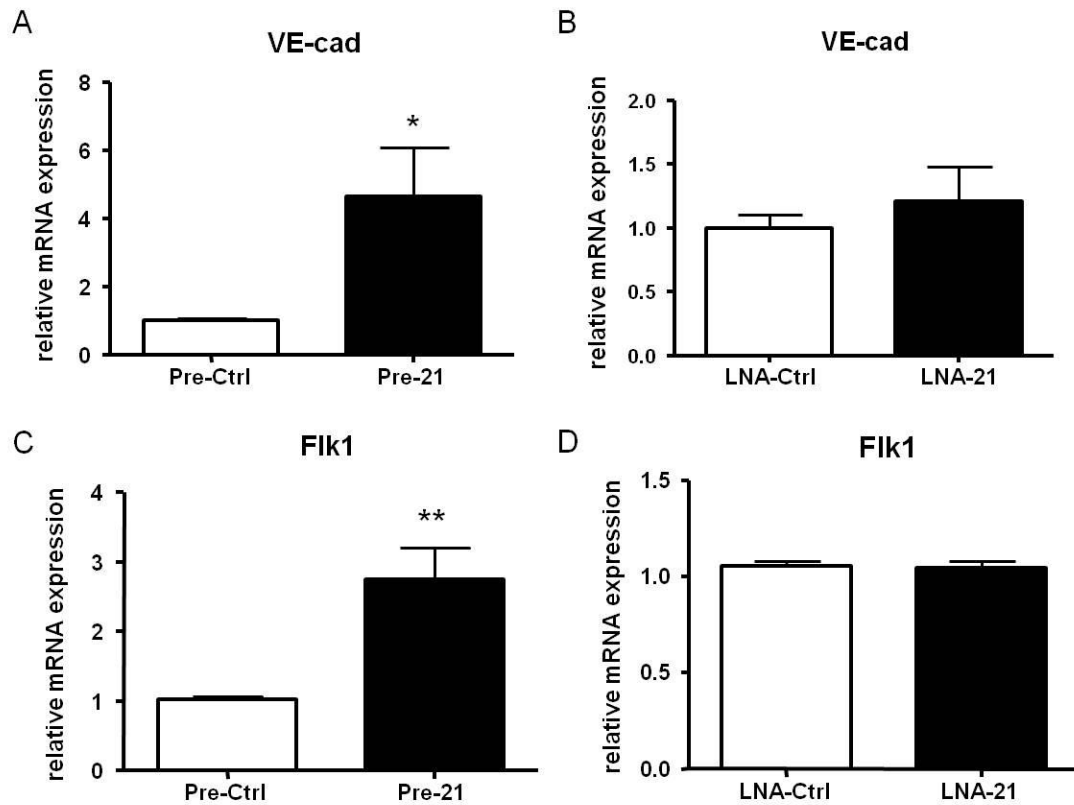 A
VE-cad
relative mRNA expression
8
6
4
2
0
*
Pre-Ctrl
Pre-21
B
VE-cad
relative mRNA expression
2.0
1.5
1.0
0.5
0.0
LNA-Ctrl
LNA-21
C
Flk1
relative mRNA expression
4
3
2
1
0
**
Pre-Ctrl
Pre-21
D
Flk1
relative mRNA expression
1.5
1.0
0.5
0.0
LNA-Ctrl
LNA-21